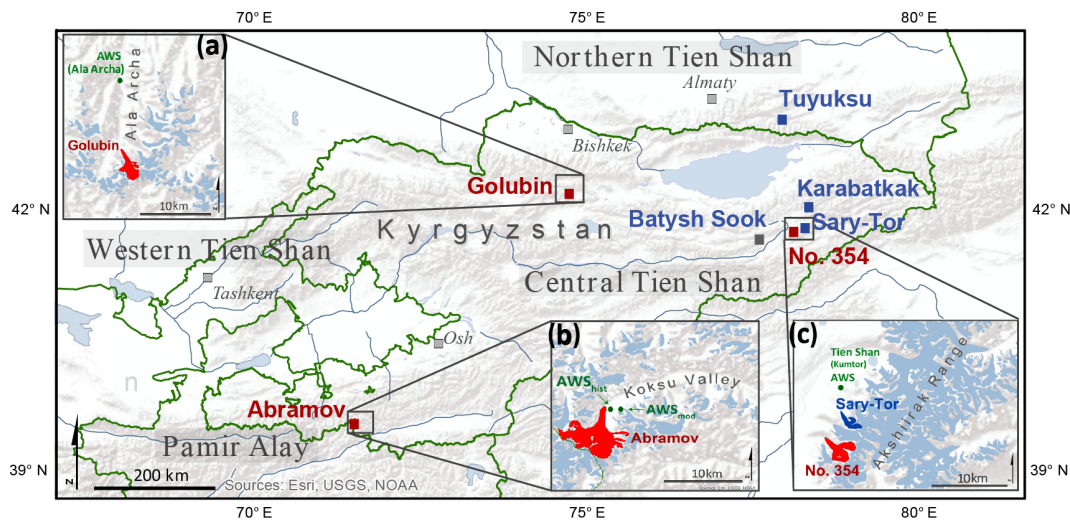 70° E
75° E
80° E
(a)
AWS
(Ala Archa)
Ala Archa
Golubin
10km
z
Northern Tien Shan
Almaty
Tuyuksu
Bishkek
Golubin
Karabatkak
42° N
42° N
Batysh Sook
Sary-Tor
Kyrgyzstan
No. 354
Western Tien Shan
Central Tien Shan
Tashkent
Osh
n
Abramov
Pamir Alay
z
200 km
Sources: Esri, USGS, NOAA
39° N
39° N
(b)
Koksu Valley
AWShist
AWSmod
Abramov
10km
(c)
Tien Shan
(Kumtor)
AWS
Sary-Tor
Akshiirak Range
No. 354
10km
70° E
75° E
80° E